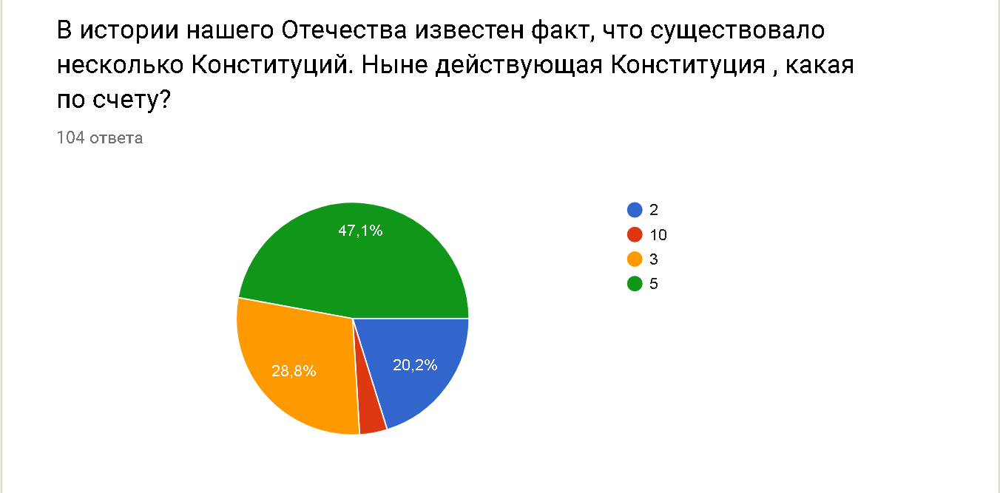 В истории нашего Отечества известен факт, что существовало
несколько Конституций. Ныне действующая Конституция , какая
по счету?
104 ответа
47,1%
28,8%
20,2%
2
10
3
5